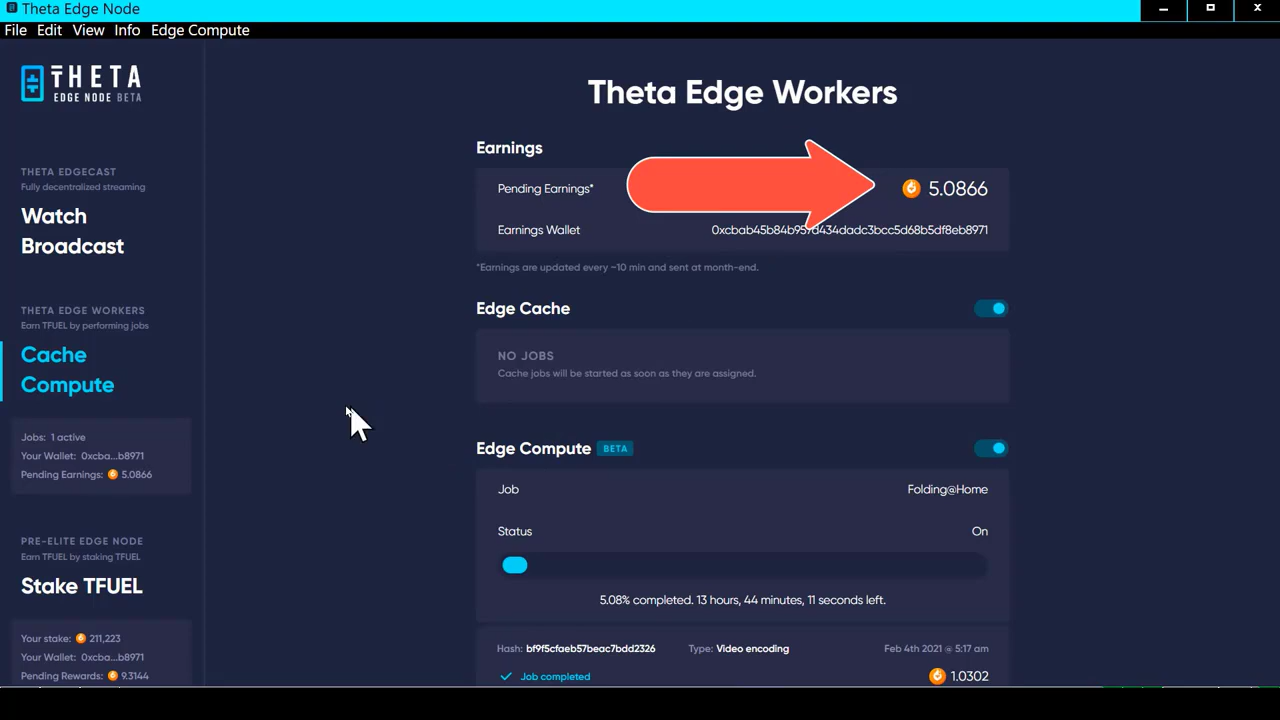 Theta Edge Node
File Edit View Info Edge Compute
THETA
EDGE NODE BETA
THETA EDGECAST
Fully decentralized streaming
Watch
Broadcast
THETA EDGE WORKERS
Earn TFUEL by performing jobs
Cache
Compute
Jobs: 1 active
Your Wallet: 0xcba...b8971
Pending Earnings: 5.0866
PRE-ELITE EDGE NODE
Earn TFUEL by staking TFUEL
Stake TFUEL
Your stake: 211,223
Your Wallet: 0xcba...b8971
Pending Rewards: 9.3144
Theta Edge Workers
Earnings
Pending Earnings* 5.0866
Earnings Wallet 0xcbab45b84b957d434dadc3bcc5d68b5df8eb8971
*Earnings are updated every ~10 min and sent at month-end.
Edge Cache
NO JOBS
Cache jobs will be started as soon as they are assigned.
Edge Compute BETA
Job Folding@Home
Status On
5.08% completed. 13 hours, 44 minutes, 11 seconds left.
Hash: bf9f5cfaeb57beac7bdd2326 Type: Video encoding Feb 4th 2021 @ 5:17 am
Job completed 1.0302